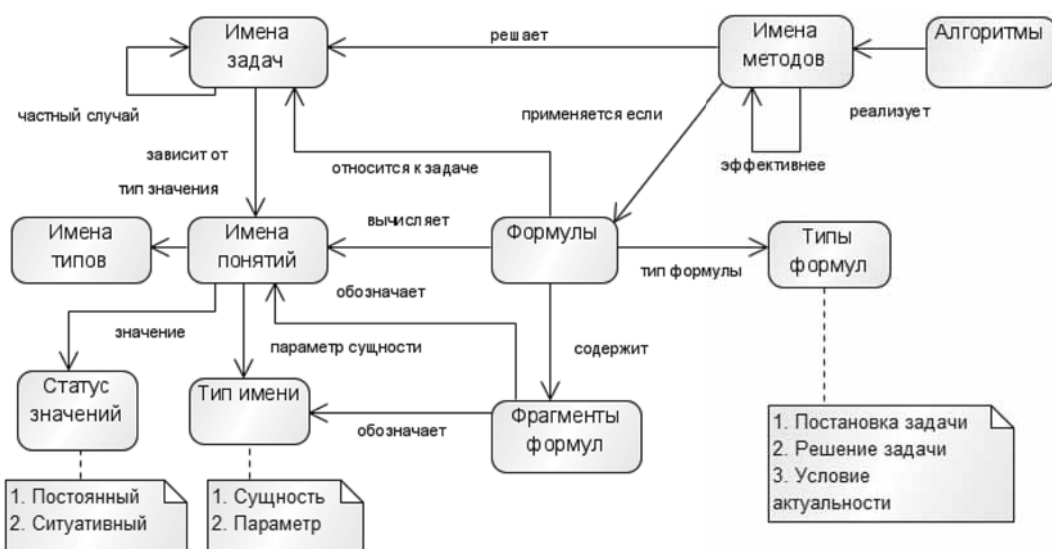 Имена
задач
решает
Имена
методов
Алгоритмы
частный случай
применяется если
реализует
зависит от
относится к задаче
эффективнее
тип значения
Имена
типов
Имена
понятий
вычисляет
Формулы
Типы
формул
тип формулы
обозначает
значение
параметр сущности
содержит
Статус
значений
Тип имени
обозначает
Фрагменты
формул
1. Постановка задачи
2. Решение задачи
3. Условие
актуальности
1. Постоянный
2. Ситуативный
1. Сущность
2. Параметр